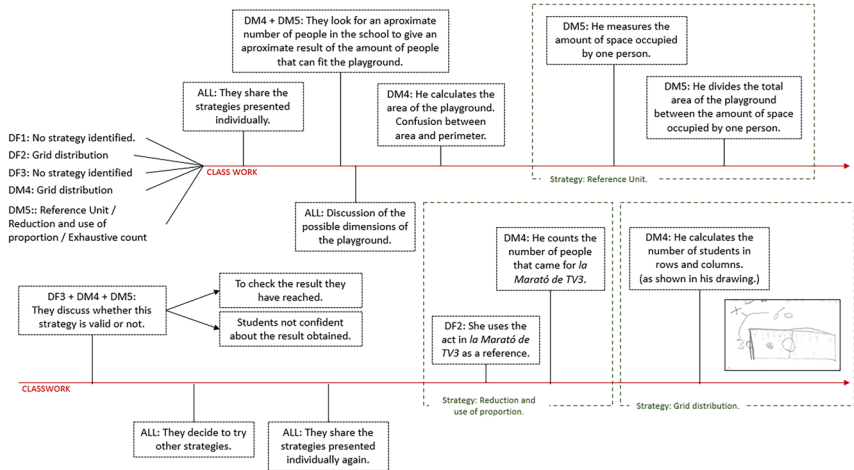 DM4 + DM5: They look for an aproximate
number of people in the school to give an
aproximate result of the amount of people
that can fit the playground.
DM5: He measures the
amount of space occupied
by one person.
ALL: They share the
strategies presented
individually.
DM4: He calculates the
area of the playground.
Confusion between
area and perimeter.
DM5: He divides the total
area of the playground
between the amount of space
occupied by one person.
DF1: No strategy identified.
DF2: Grid distribution
DF3: No strategy identified
DM4: Grid distribution
DM5:: Reference Unit /
Reduction and use of
proportion / Exhaustive count
CLASS WORK
Strategy: Reference Unit.
ALL: Discussion of the
possible dimensions of
the playground.
DM4: He counts the
number of people
that came for la
Marató de TV3.
DM4: He calculates the
number of students in
rows and columns.
(as shown in his drawing.)
DF3 + DM4 + DM5:
They discuss whether this
strategy is valid or not.
To check the result they
have reached.
Students not confident
about the result obtained.
DF2: She uses the
act in la Marató de
TV3 as a reference.
60
30
CLASSWORK
Strategy: Reduction and
use of proportion.
Strategy: Grid distribution.
ALL: They decide to try
other strategies.
ALL: They share the
strategies presented
individually again.